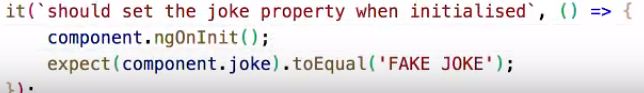 it(`should set the joke property when initialised`, () => {
component.ngOnInit();
expect(component.joke).toEqual('FAKE JOKE');
});